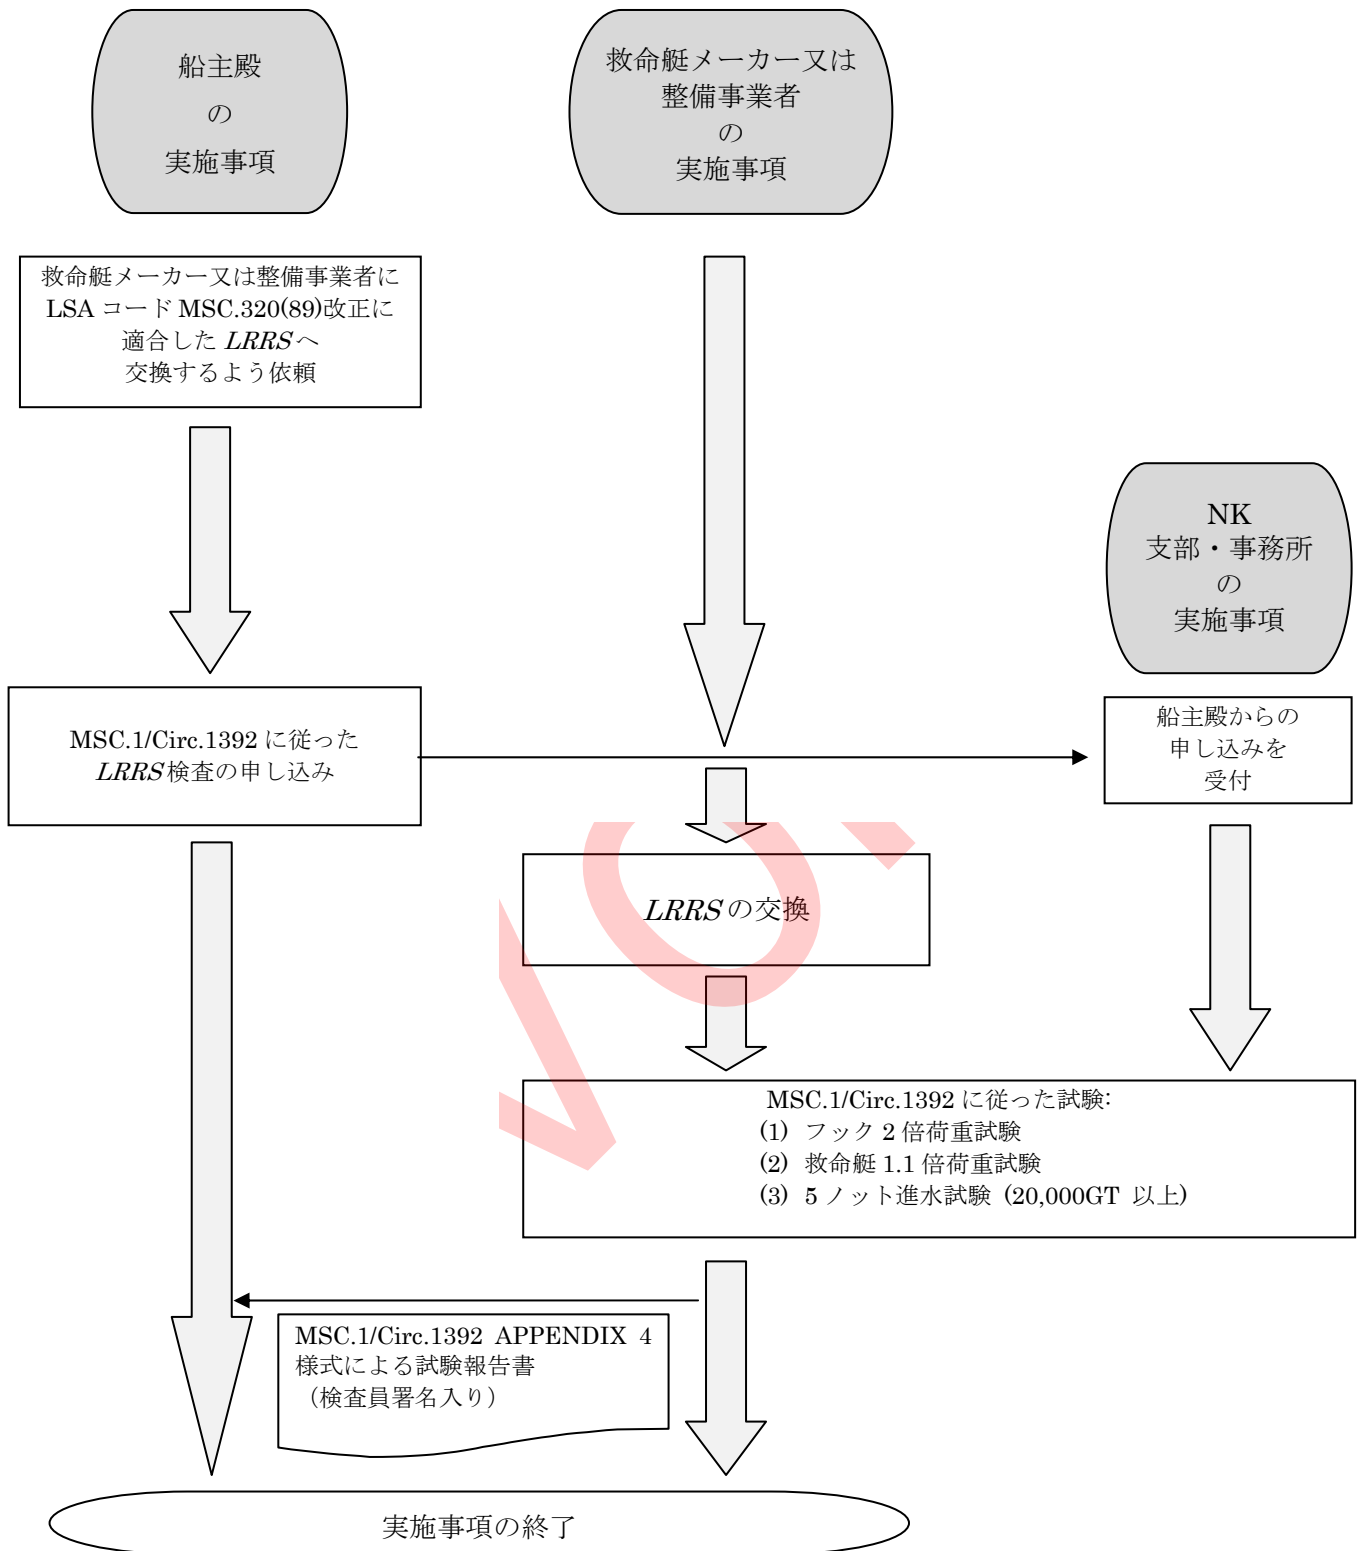 船主殿
の
実施事項
救命艇メーカー又は
整備事業者
の
実施事項
救命艇メーカー又は整備事業者に
LSA コード MSC.320(89)改正に
適合した LRRS へ
交換するよう依頼
NK
支部・事務所
の
実施事項
MSC.1/Circ.1392 に従った
LRRS 検査の申し込み
船主殿からの
申し込みを
受付
LRRS の交換
MSC.1/Circ.1392 に従った試験:
(1) フック 2 倍荷重試験
(2) 救命艇 1.1 倍荷重試験
(3) 5 ノット進水試験 (20,000GT 以上)
MSC.1/Circ.1392 APPENDIX 4
様式による試験報告書
（検査員署名入り）
実施事項の終了